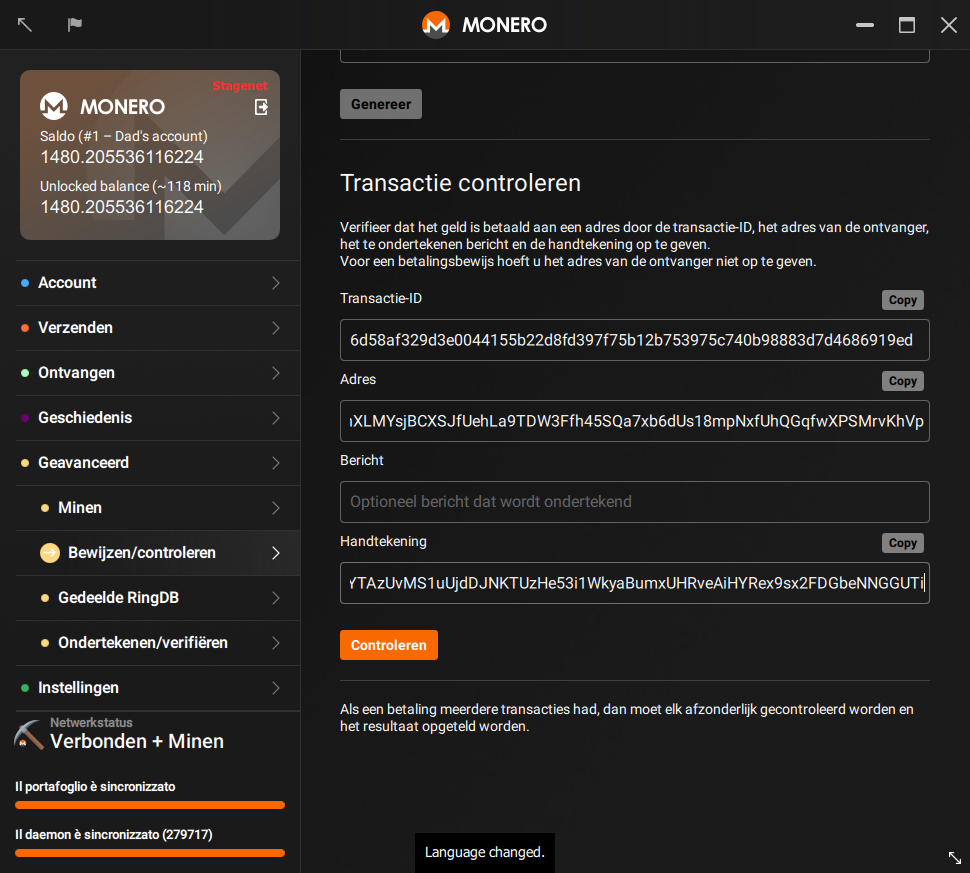 MONERO
Stagenet
MONERO
Saldo (#1 – Dad's account)
1480.205536116224
Unlocked balance (~118 min)
1480.205536116224
Account
Verzenden
Ontvangen
Geschiedenis
Geavanceerd
Minen
Bewijzen/controleren
Gedeelde RingDB
Ondertekenen/verifiëren
Instellingen
Netwerkstatus
Verbonden + Minen
Il portafoglio è sincronizzato
Il daemon è sincronizzato (279717)
Genereer
Transactie controleren
Verifieer dat het geld is betaald aan een adres door de transactie-ID, het adres van de ontvanger,
het te ondertekenen bericht en de handtekening op te geven.
Voor een betalingsbewijs hoeft u het adres van de ontvanger niet op te geven.
Transactie-ID
Copy
6d58af329d3e0044155b22d8fd397f75b12b753975c740b98883d7d4686919ed
Adres
Copy
XLMYsjBCXSJfUehLa9TDW3Ffh45SQa7xb6dUs18mpNxfUhQGqfwXPSMrvKhVp
Bericht
Optioneel bericht dat wordt ondertekend
Handtekening
Copy
YTAzUvMS1uUjdDJNKTUzHe53i1WkyaBumxUHRveAiHYRex9sx2FDGbeNNGGUTi
Controleren
Als een betaling meerdere transacties had, dan moet elk afzonderlijk gecontroleerd worden en
het resultaat opgeteld worden.
Language changed.